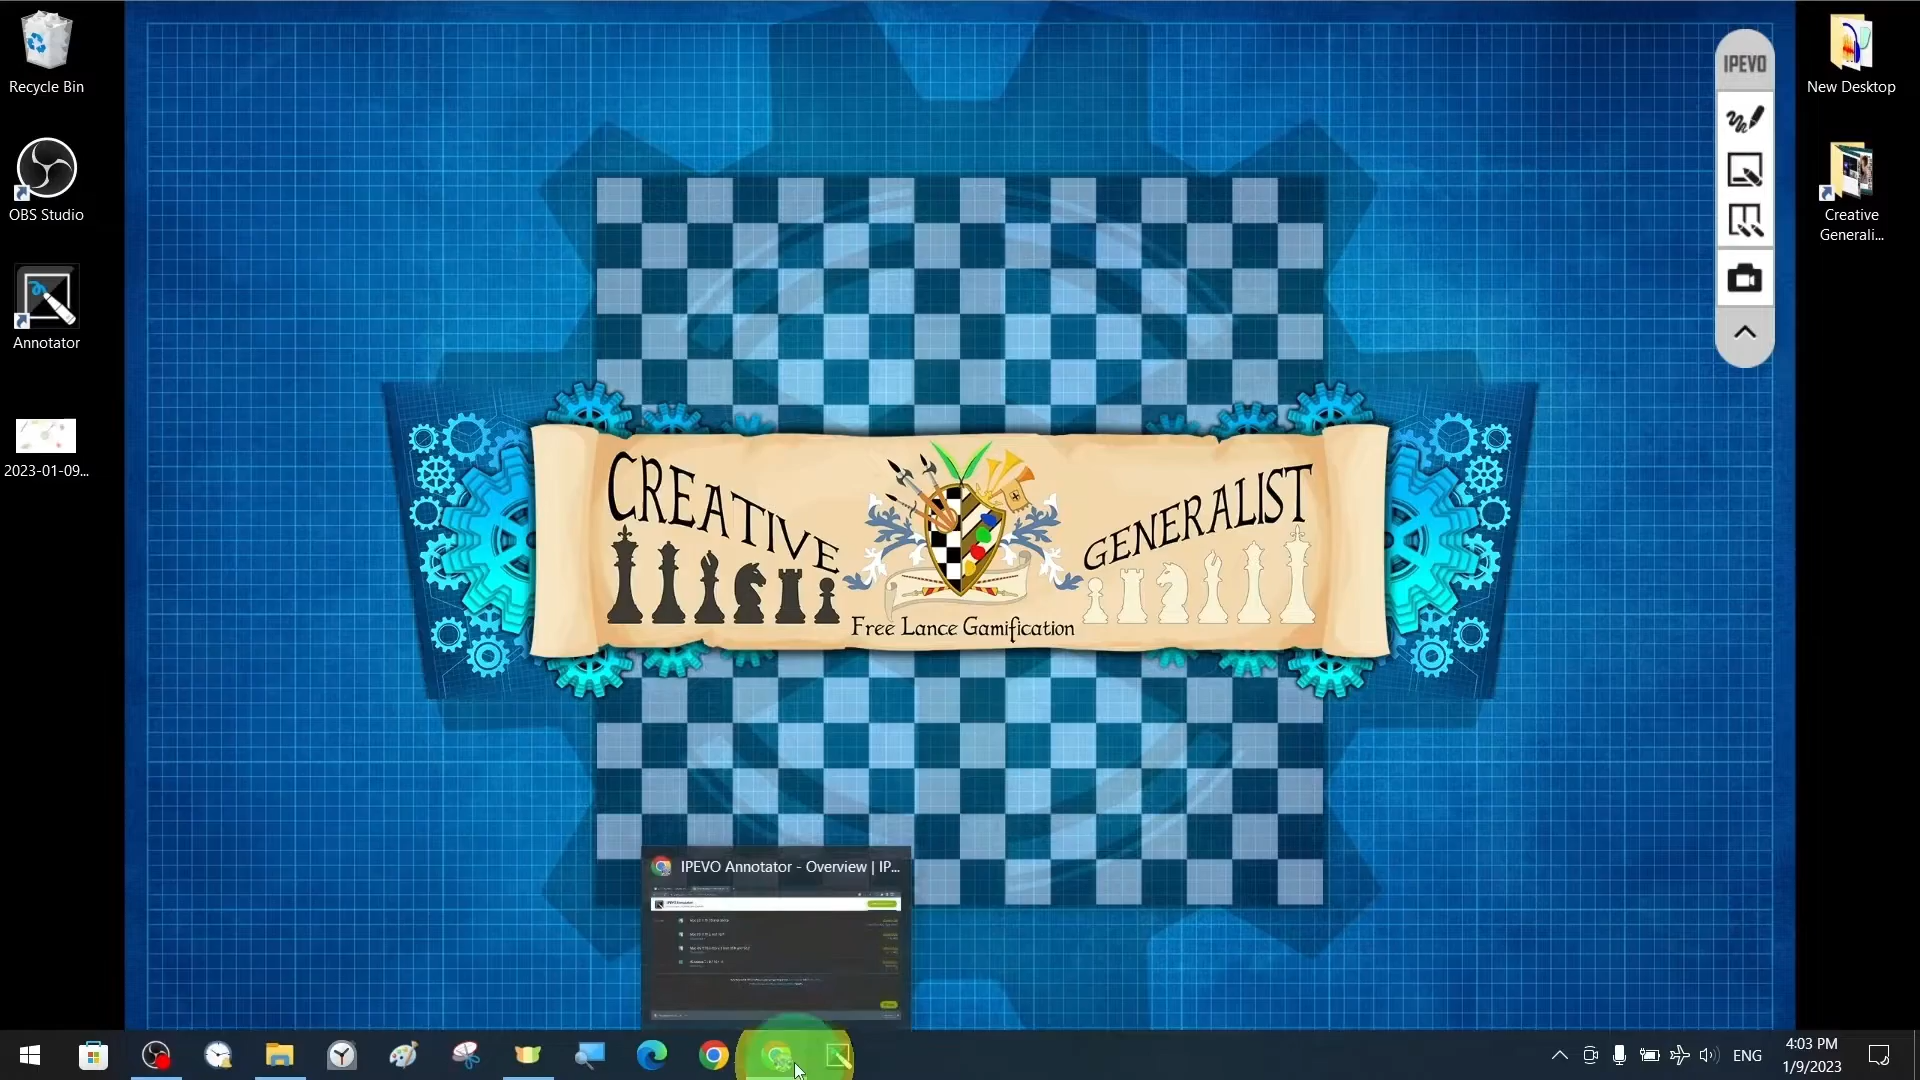 Recycle Bin
OBS Studio
Annotator
2023-01-09...
IPEVO
New Desktop
Creative
Generali...
CREATIVE
GENERALIST
Free Lance Gamification
IPEVO Annotator - Overview | IP...
ENG
4:03 PM
1/9/2023